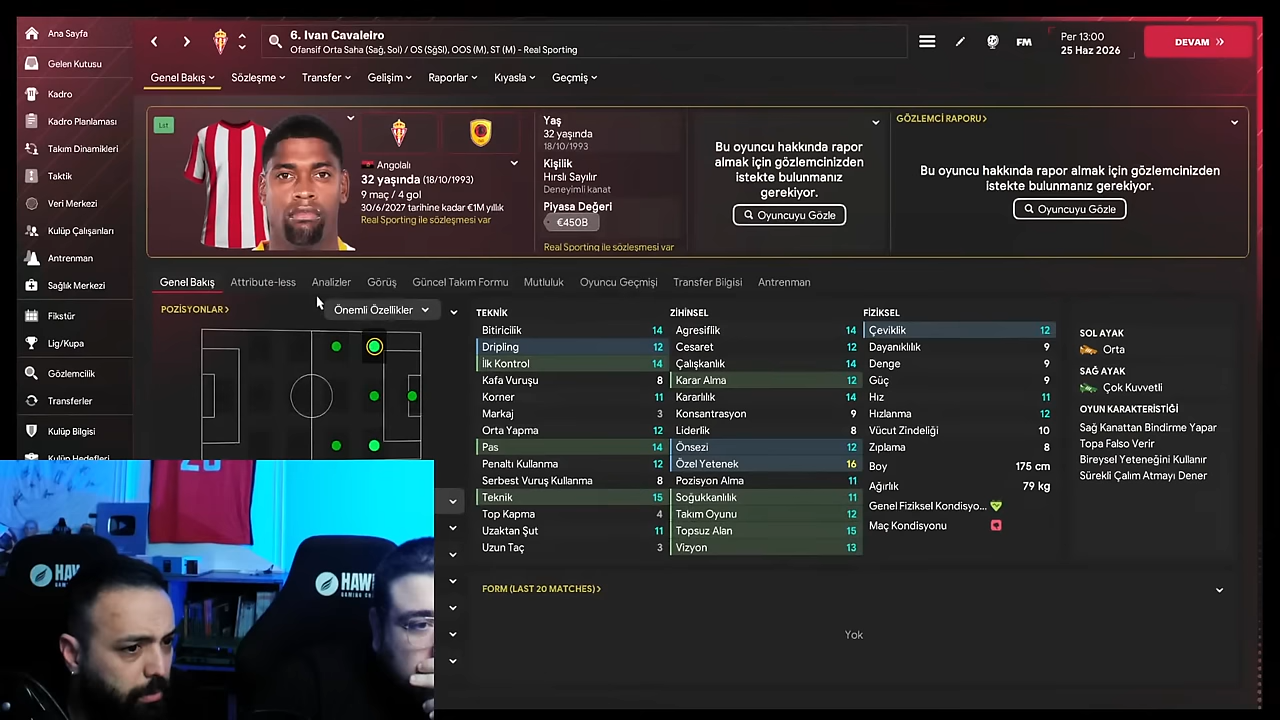 Ana Sayfa
Gelen Kutusu
Kadro
Kadro Planlaması
Takım Dinamikleri
Taktik
Veri Merkezi
Kulüp Çalışanları
Antrenman
Sağlık Merkezi
Fikstür
Lig/Kupa
Gözlemcilik
Transferler
Kulüp Bilgisi
Kulüp Hedefleri
6. Ivan Cavaleiro
Ofansif Orta Saha (Sağ, Sol) / OS (SğSl), OOS (M), ST (M) - Real Sporting
FM
Per 13:00
25 Haz 2026
DEVAM
Genel Bakış
Sözleşme
Transfer
Gelişim
Raporlar
Kıyasla
Geçmiş
Lst
Angolalı
32 yaşında (18/10/1993)
9 maç / 4 gol
30/6/2027 tarihine kadar €1M yıllık
Real Sporting ile sözleşmesi var
Yaş
32 yaşında
18/10/1993
Kişilik
Hırslı Sayılır
Deneyimli kanat
Piyasa Değeri
€450B
Real Sporting ile sözleşmesi var
Bu oyuncu hakkında rapor
almak için gözlemcinizden
istekte bulunmanız
gerekiyor.
Oyuncuyu Gözle
GÖZLEMCİ RAPORU>
Bu oyuncu hakkında rapor almak için gözlemcinizden
istekte bulunmanız gerekiyor.
Oyuncuyu Gözle
Genel Bakış
Attribute-less
Analizler
Görüş
Güncel Takım Formu
Mutluluk
Oyuncu Geçmişi
Transfer Bilgisi
Antrenman
POZİSYONLAR>
Önemli Özellikler
TEKNİK
Bitiricilik 14
Dripling 12
İlk Kontrol 14
Kafa Vuruşu 8
Korner 11
Markaj 3
Orta Yapma 12
Pas 14
Penaltı Kullanma 12
Serbest Vuruş Kullanma 8
Teknik 15
Top Kapma 4
Uzaktan Şut 11
Uzun Taç 3
ZİHİNSEL
Agresiflik 14
Cesaret 12
Çalışkanlık 14
Karar Alma 12
Kararlılık 14
Konsantrasyon 9
Liderlik 8
Önsezi 12
Özel Yetenek 16
Pozisyon Alma 11
Soğukkanlılık 11
Takım Oyunu 12
Topsuz Alan 15
Vizyon 13
FİZİKSEL
Çeviklik 12
Dayanıklılık 9
Denge 9
Güç 9
Hız 11
Hızlanma 12
Vücut Zindeliği 10
Zıplama 8
Boy 175 cm
Ağırlık 79 kg
Genel Fiziksel Kondisyo...
Maç Kondisyonu
SOL AYAK
Orta
SAĞ AYAK
Çok Kuvvetli
OYUN KARAKTERİSTİĞİ
Sağ Kanattan Bindirme Yapar
Topa Falso Verir
Bireysel Yeteneğini Kullanır
Sürekli Çalım Atmayı Dener
FORM (LAST 20 MATCHES)>
Yok
HAW
HAW